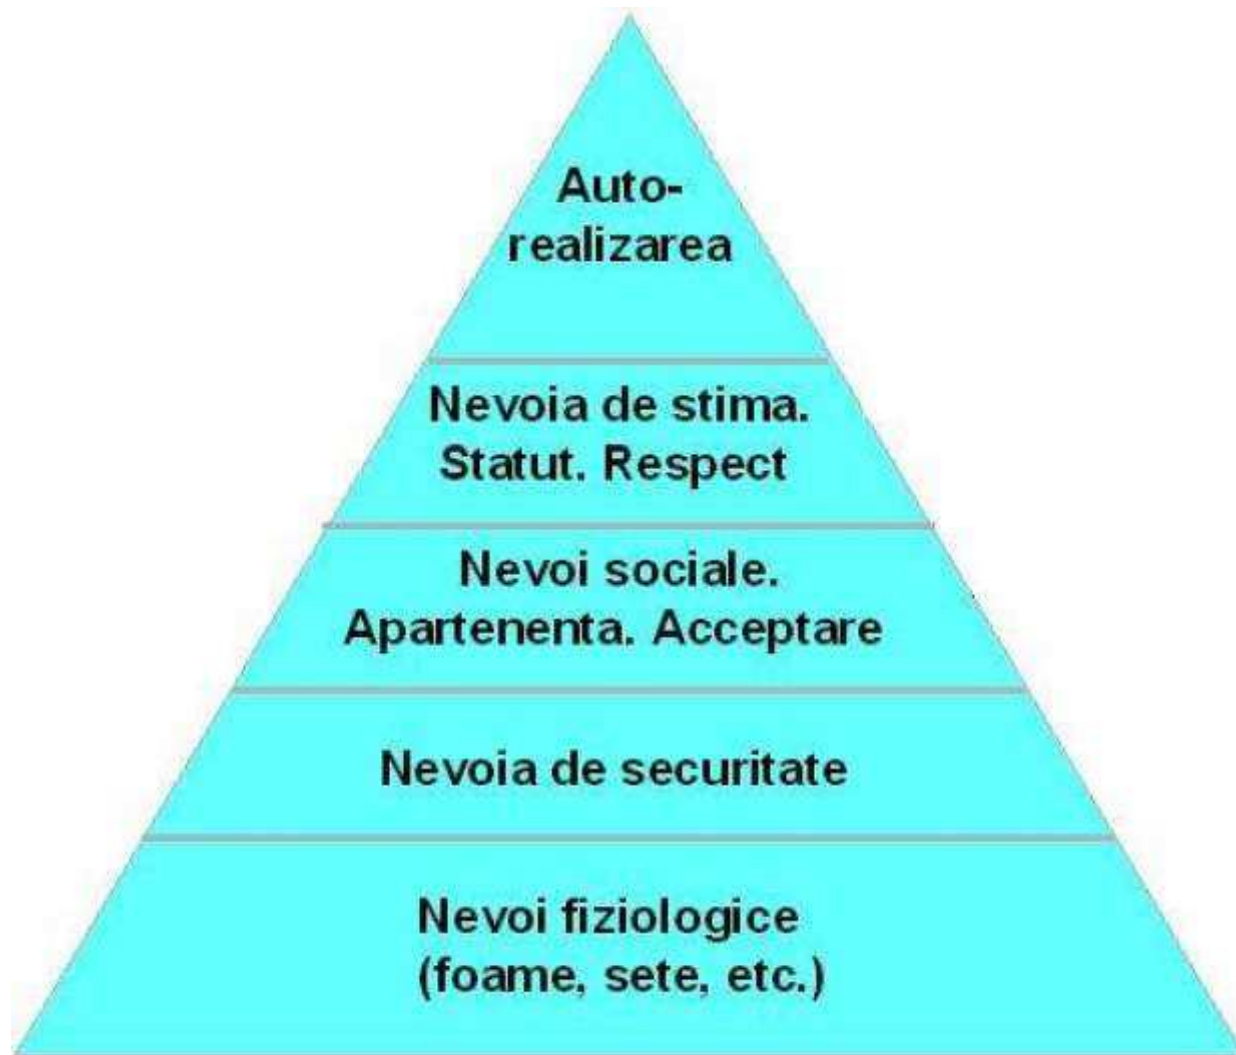 Auto-
realizarea
Nevoia de stima.
Statut. Respect
Nevoi sociale.
Apartenenta. Acceptare
Nevoia de securitate
Nevoi fiziologice
(foame, sete, etc.)